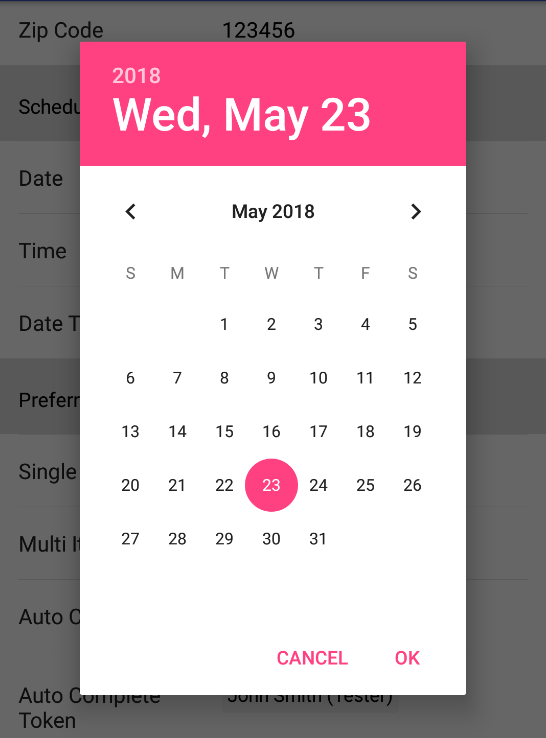 Zip Code 123456
2018
Wed, May 23
Schedu
Date
May 2018
Time
S M T W T F S
Date T
1 2 3 4 5
6 7 8 9 10 11 12
Preferr
13 14 15 16 17 18 19
Single
20 21 22 23 24 25 26
Multi It
27 28 29 30 31
Auto C
CANCEL OK
Auto Complete John Smith (Tester)
Token